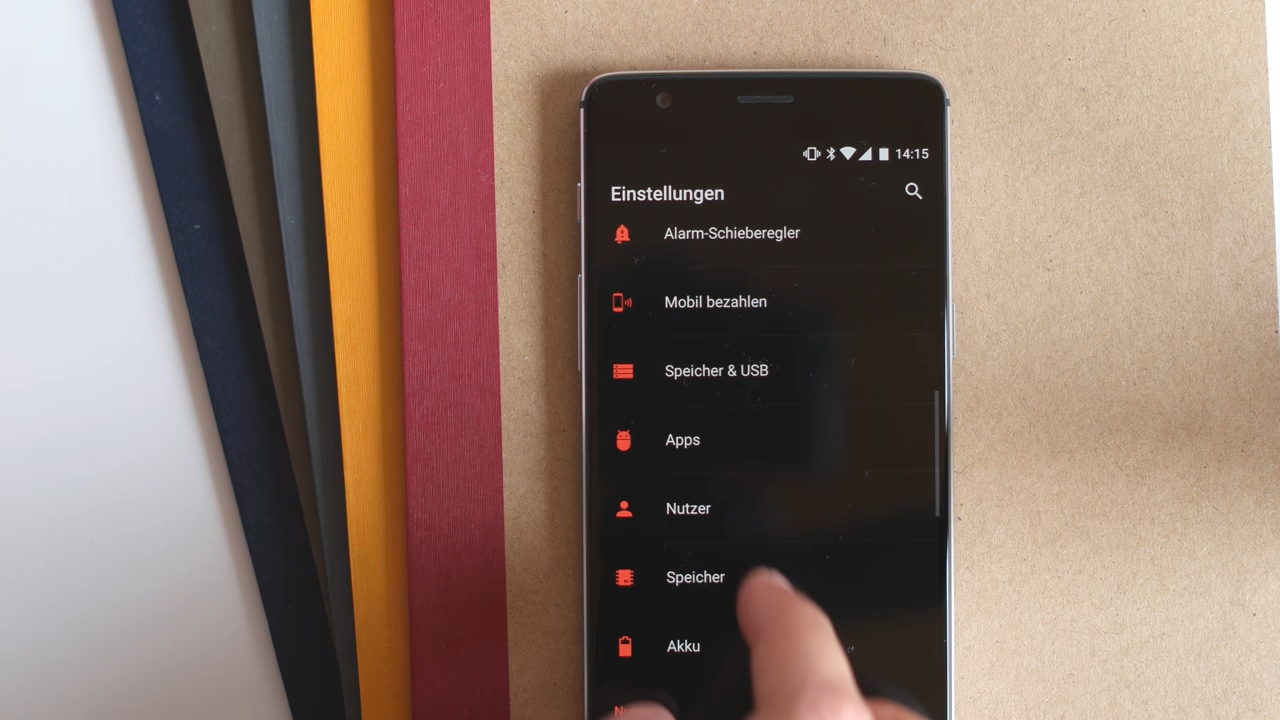 14:15
Einstellungen
Alarm-Schieberegler
Mobil bezahlen
Speicher & USB
Apps
Nutzer
Speicher
Akku